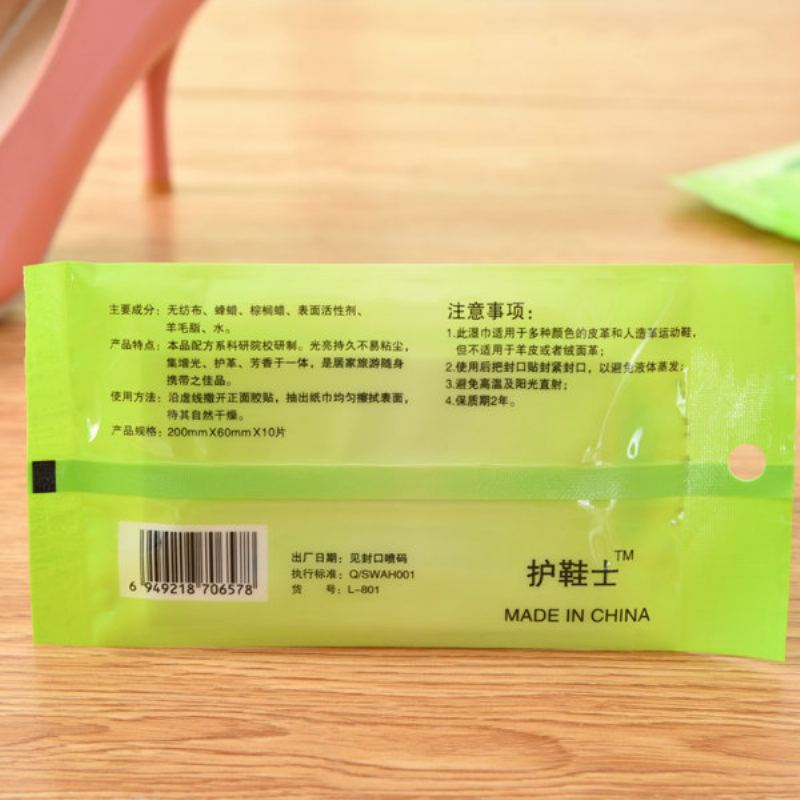 主要成分：无纺布、蜂蜡、棕榈蜡、表面活性剂、
羊毛脂、水。
产品特点：本品配方系科研院校研制。光亮持久不易粘尘，
集增光、护革、芳香于一体，是居家旅游随身
携带之佳品。
使用方法：沿虚线撒开正面胶贴，抽出纸巾均匀擦拭表面，
待其自然干燥。
产品规格：200mmX60mmX10片
注意事项：
1.此湿巾适用于多种颜色的皮革和人造革运动鞋，
但不适用于羊皮或者绒面革；
2.使用后把封口贴封紧封口，以避免液体蒸发；
3.避免高温及阳光直射；
4.保质期2年。
6 949218 706578
出厂日期：见封口喷码
执行标准：Q/SWAH001
货 号：L-801
护鞋士™
MADE IN CHINA